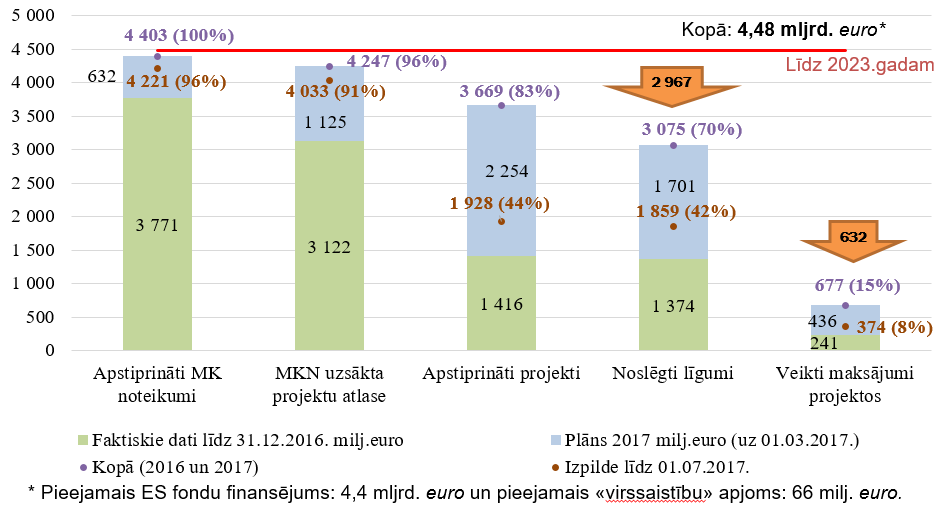 5 000
4 500
4 000
3 500
3 000
2 500
2 000
1 500
1 000
500
0
Kopā: 4,48 mljrd. euro*
Līdz 2023.gadam
4 403 (100%)
632
4 221 (96%)
3 771
4 247 (96%)
4 033 (91%)
1 125
3 122
3 669 (83%)
2 254
1 928 (44%)
1 416
2 967
3 075 (70%)
1 701
1 859 (42%)
1 374
632
677 (15%)
436
374 (8%)
241
Apstiprināti MK
noteikumi
MKN uzsākta
projektu atlase
Apstiprināti projekti
Noslēgti līgumi
Veikti maksājumi
projektos
Faktiskie dati līdz 31.12.2016. milj.euro
Plāns 2017 milj.euro (uz 01.03.2017.)
Kopā (2016 un 2017)
Izpilde līdz 01.07.2017.
* Pieejamais ES fondu finansējums: 4,4 mljrd. euro un pieejamais «virssaistību» apjoms: 66 milj. euro.